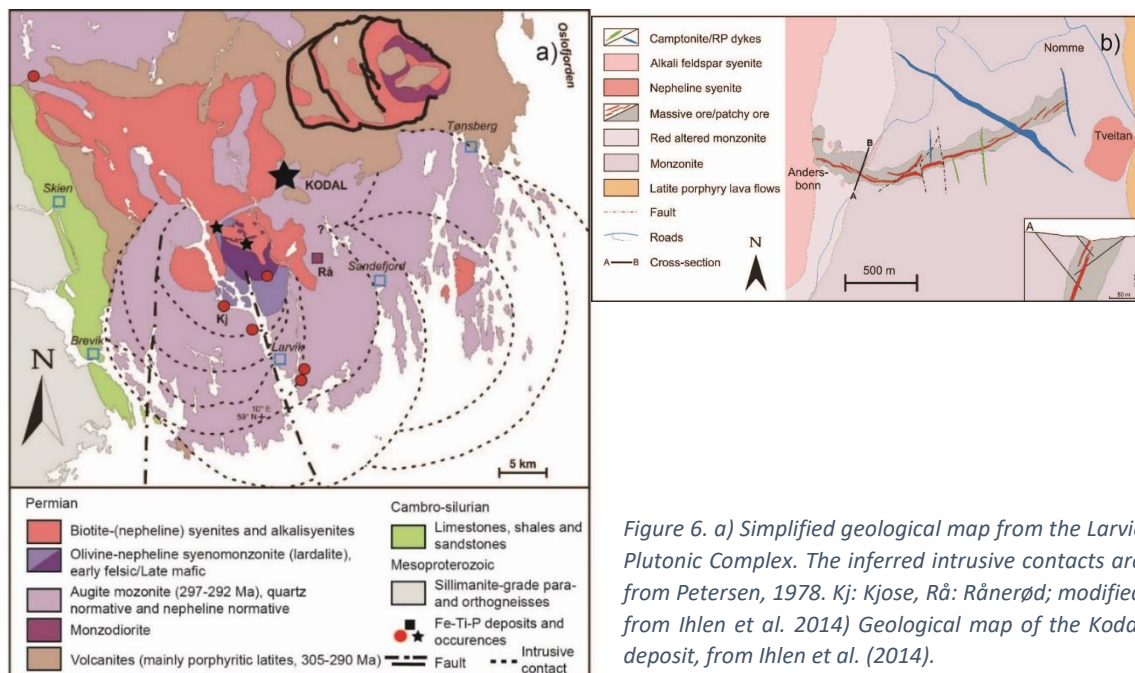 a)
Oslofjorden
Tønsberg
KODAL
Skien
?
Rå
Sandefjord
Kj
Brevik
Larvik
10° E
59° N
N
5 km
Permian
Biotite-(nepheline) syenites and alkalisyenites
Olivine-nepheline syenomonzonite (lardalite),
early felsic/Late mafic
Augite mozonite (297-292 Ma), quartz
normative and nepheline normative
Monzodiorite
Volcanites (mainly porphyritic latites, 305-290 Ma)
Cambro-silurian
Limestones, shales and
sandstones
Mesoproterozoic
Sillimanite-grade para-
and orthogneisses
Fe-Ti-P deposits and
occurences
Fault
Intrusive
contact
b)
Camptonite/RP dykes
Alkali feldspar syenite
Nepheline syenite
Massive ore/patchy ore
Red altered monzonite
Monzonite
Latite porphyry lava flows
Fault
Roads
A B Cross-section
N
500 m
Nomme
Tveitan
Anders-
bonn
B
A
A
50 m
Figure 6. a) Simplified geological map from the Larvi
Plutonic Complex. The inferred intrusive contacts are
from Petersen, 1978. Kj: Kjose, Rå: Rånerød; modified
from Ihlen et al. 2014) Geological map of the Koda
deposit, from Ihlen et al. (2014).